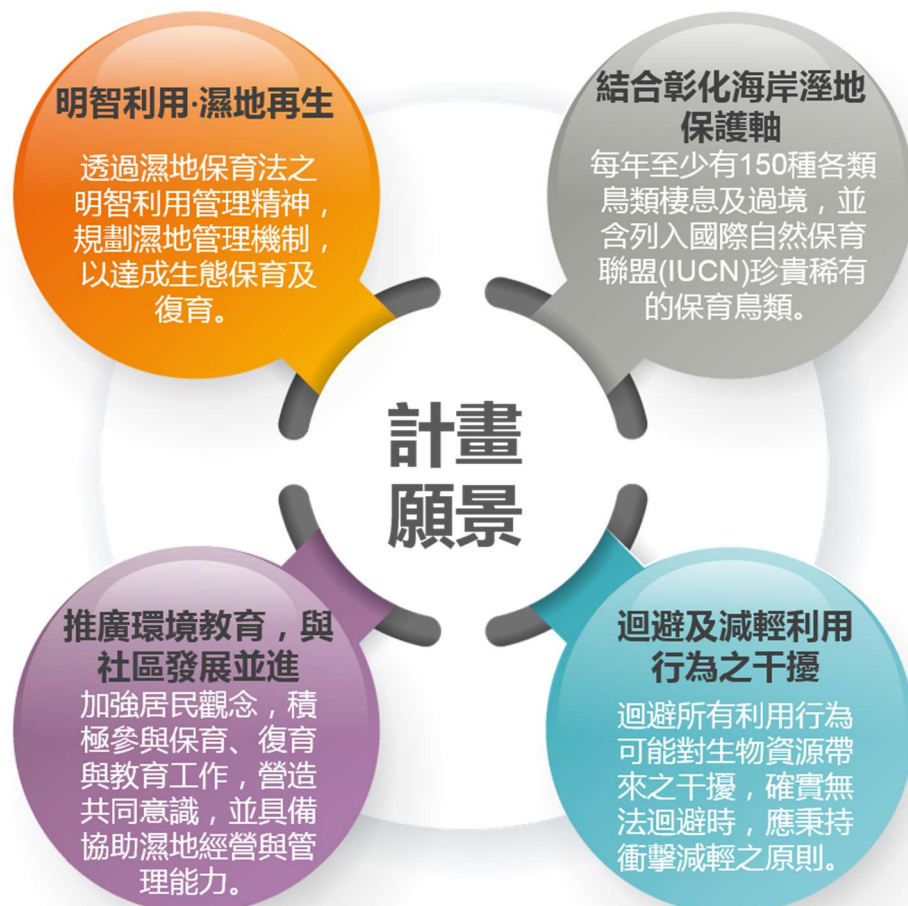 明智利用·濕地再生
透過濕地保育法之
明智利用管理精神，
規劃濕地管理機制，
以達成生態保育及
復育。
結合彰化海岸溼地
保護軸
每年至少有150種各類
鳥類棲息及過境，並
含列入國際自然保育
聯盟(IUCN)珍貴稀有
的保育鳥類。
計畫
願景
推廣環境教育，與
社區發展並進
加強居民觀念，積
極參與保育、復育
與教育工作，營造
共同意識，並具備
協助濕地經營與管
理能力。
迴避及減輕利用
行為之干擾
迴避所有利用行為
可能對生物資源帶
來之干擾，確實無
法迴避時，應秉持
衝擊減輕之原則。